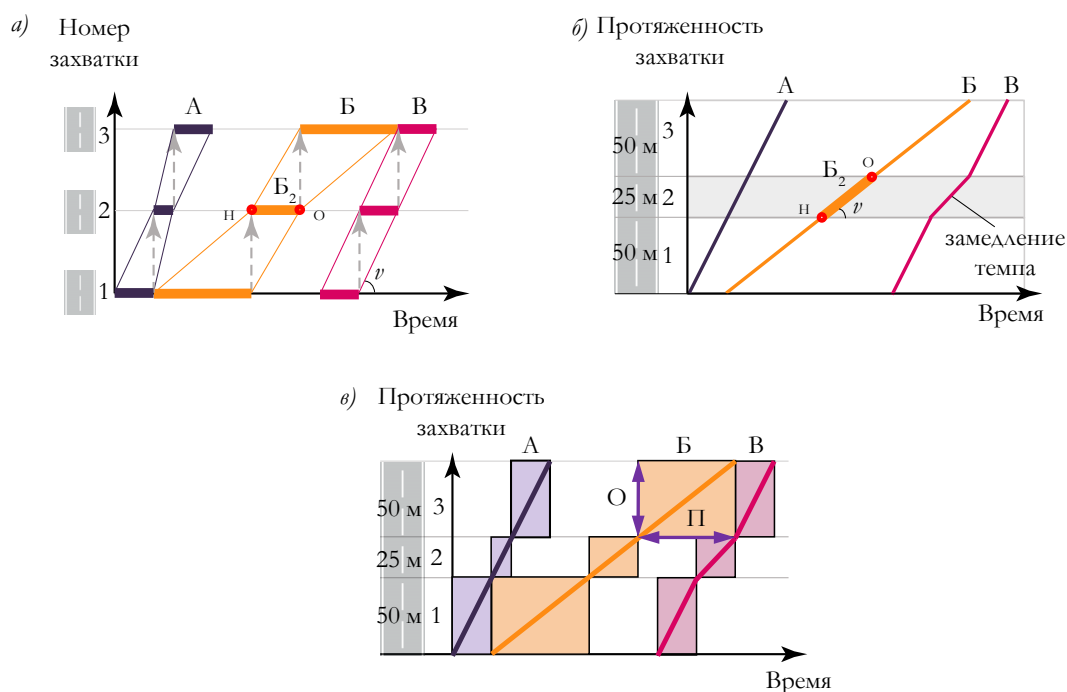 а) Номер
захватки
А Б В
3
2
1
Б2
н о
v
Время
б) Протяженность
захватки
А Б В
50 м 3
25 м 2
50 м 1
Б2
н о
v
замедление
темпа
Время
в) Протяженность
захватки
А Б В
50 м 3
25 м 2
50 м 1
О
П
Время